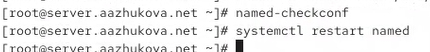 [root@server.aazhukova.net ~]# named-checkconf
[root@server.aazhukova.net ~]# systemctl restart named
[root@server.aazhukova.net ~]#